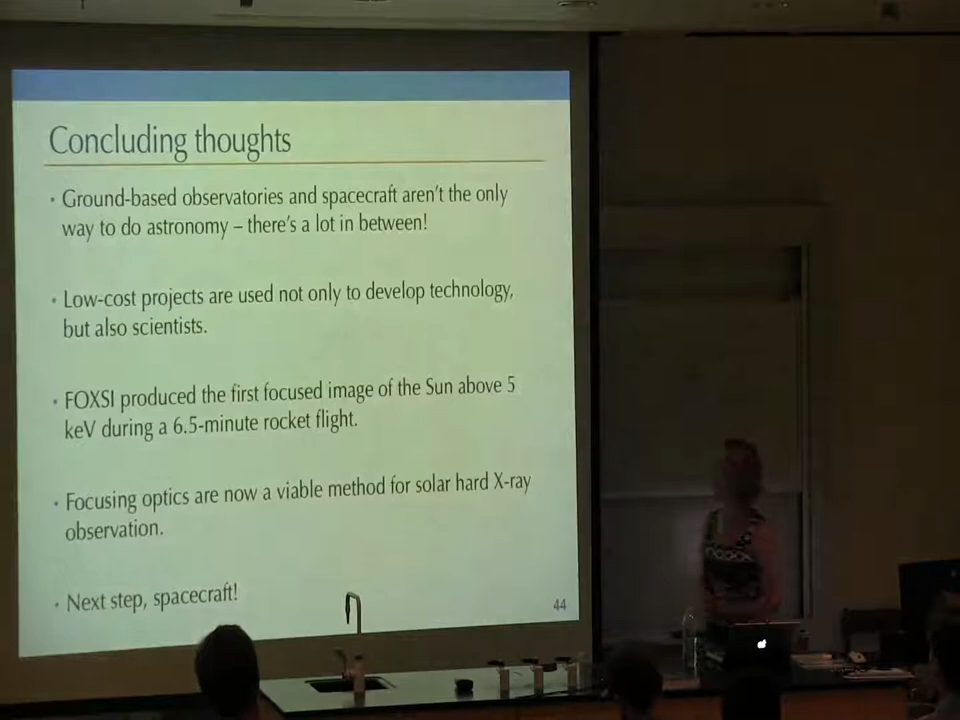 Concluding thoughts
• Ground-based observatories and spacecraft aren't the only
way to do astronomy – there's a lot in between!
• Low-cost projects are used not only to develop technology,
but also scientists.
• FOXSI produced the first focused image of the Sun above 5
keV during a 6.5-minute rocket flight.
• Focusing optics are now a viable method for solar hard X-ray
observation.
• Next step, spacecraft!
44